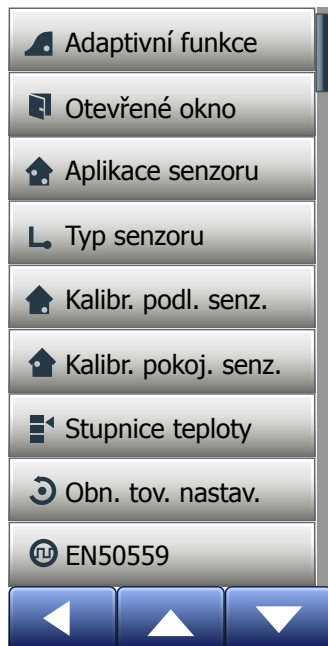 Adaptivní funkce
Otevřené okno
Aplikace senzoru
Typ senzoru
Kalibr. podl. senz.
Kalibr. pokoj. senz.
Stupnice teploty
Obn. tov. nastav.
EN50559